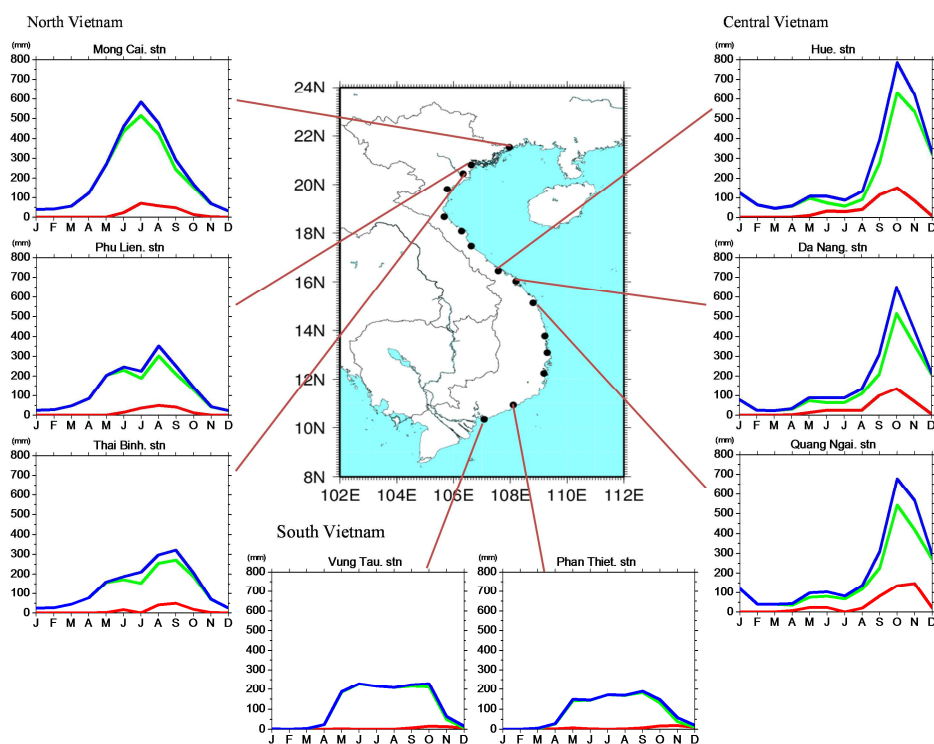 North Vietnam
Central Vietnam
(mm)
Mong Cai. stn
800
700
600
500
400
300
200
100
0
J F M A M J J A S O N D
Phu Lien. stn
800
700
600
500
400
300
200
100
0
J F M A M J J A S O N D
Thai Binh. stn
800
700
600
500
400
300
200
100
0
J F M A M J J A S O N D
24N
22N
20N
18N
16N
14N
12N
10N
8N
102E 104E 106E 108E 110E 112E
(mm)
Hue. stn
800
700
600
500
400
300
200
100
0
J F M A M J J A S O N D
Da Nang. stn
800
700
600
500
400
300
200
100
0
J F M A M J J A S O N D
Quang Ngai. stn
800
700
600
500
400
300
200
100
0
J F M A M J J A S O N D
South Vietnam
(mm)
Vung Tau. stn
800
700
600
500
400
300
200
100
0
J F M A M J J A S O N D
(mm)
Phan Thiet. stn
800
700
600
500
400
300
200
100
0
J F M A M J J A S O N D